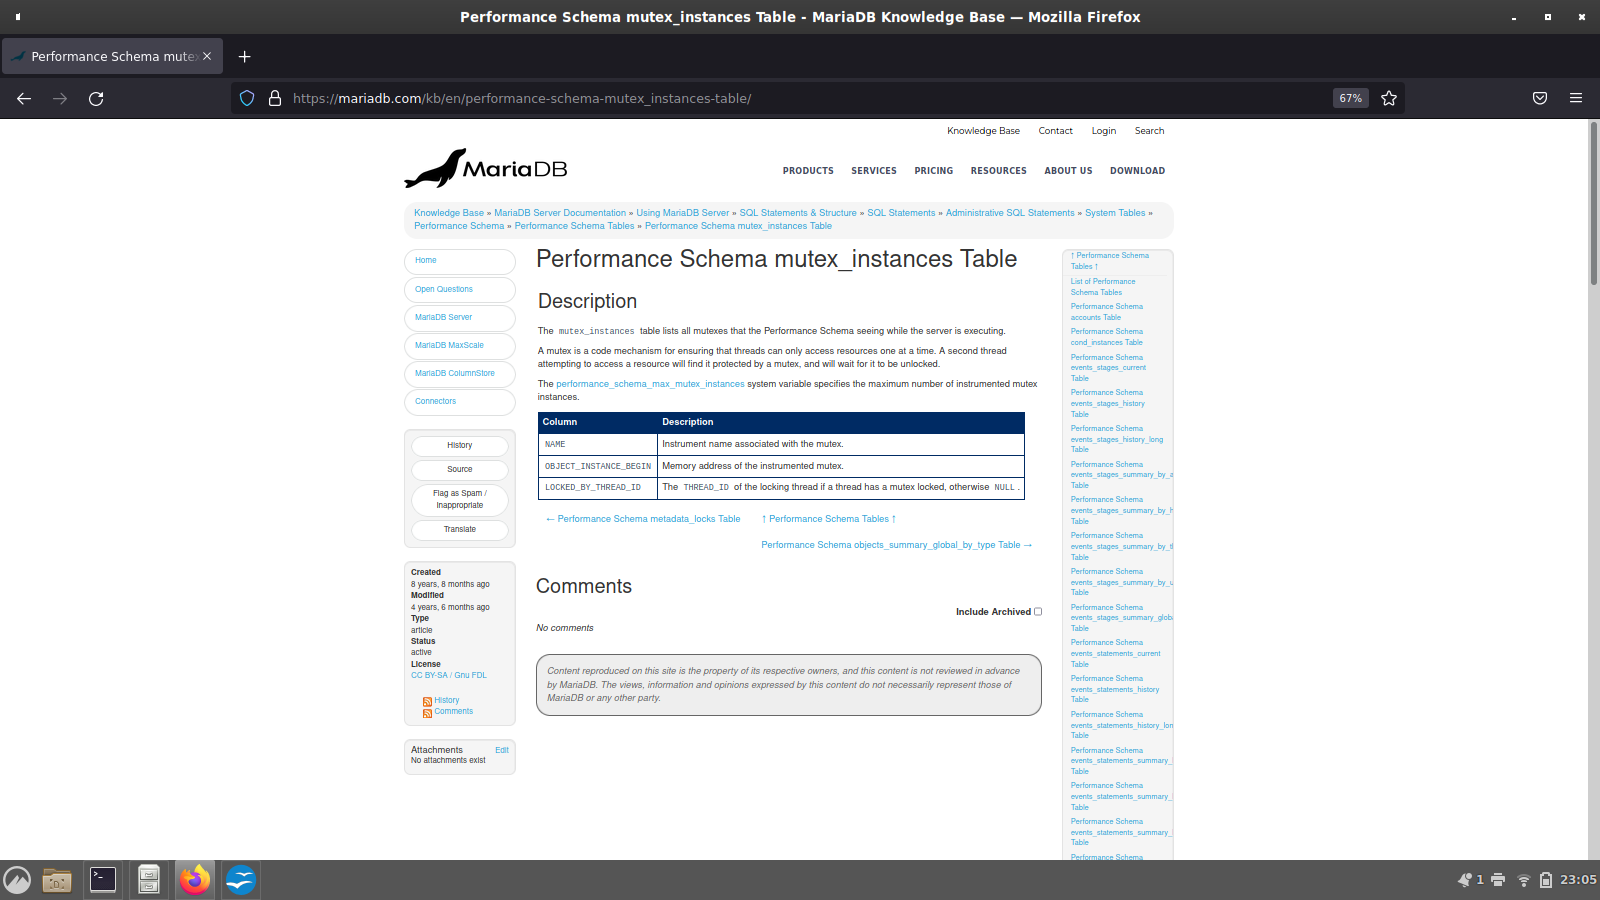 Performance Schema mutex_instances Table - MariaDB Knowledge Base — Mozilla Firefox
Performance Schema mute
https://mariadb.com/kb/en/performance-schema-mutex_instances-table/
67%
Knowledge Base Contact Login Search
MariaDB
PRODUCTS SERVICES PRICING RESOURCES ABOUT US DOWNLOAD
Knowledge Base » MariaDB Server Documentation » Using MariaDB Server » SQL Statements & Structure » SQL Statements » Administrative SQL Statements » System Tables »
Performance Schema » Performance Schema Tables » Performance Schema mutex_instances Table
Home
Open Questions
MariaDB Server
MariaDB MaxScale
MariaDB ColumnStore
Connectors
History
Source
Flag as Spam /
Inappropriate
Translate
Created
8 years, 8 months ago
Modified
4 years, 6 months ago
Type
article
Status
active
License
CC BY-SA / Gnu FDL
History
Comments
Attachments Edit
No attachments exist
Performance Schema mutex_instances Table
Description
The mutex_instances table lists all mutexes that the Performance Schema seeing while the server is executing.
A mutex is a code mechanism for ensuring that threads can only access resources one at a time. A second thread
attempting to access a resource will find it protected by a mutex, and will wait for it to be unlocked.
The performance_schema_max_mutex_instances system variable specifies the maximum number of instrumented mutex
instances.
Column Description
NAME Instrument name associated with the mutex.
OBJECT_INSTANCE_BEGIN Memory address of the instrumented mutex.
LOCKED_BY_THREAD_ID The THREAD_ID of the locking thread if a thread has a mutex locked, otherwise NULL.
← Performance Schema metadata_locks Table ↑ Performance Schema Tables ↑
Performance Schema objects_summary_global_by_type Table →
Comments
Include Archived
No comments
Content reproduced on this site is the property of its respective owners, and this content is not reviewed in advance
by MariaDB. The views, information and opinions expressed by this content do not necessarily represent those of
MariaDB or any other party.
↑ Performance Schema
Tables ↑
List of Performance
Schema Tables
Performance Schema
accounts Table
Performance Schema
cond_instances Table
Performance Schema
events_stages_current
Table
Performance Schema
events_stages_history
Table
Performance Schema
events_stages_history_long
Table
Performance Schema
events_stages_summary_by_a
Table
Performance Schema
events_stages_summary_by_h
Table
Performance Schema
events_stages_summary_by_t
Table
Performance Schema
events_stages_summary_by_u
Table
Performance Schema
events_stages_summary_globa
Table
Performance Schema
events_statements_current
Table
Performance Schema
events_statements_history
Table
Performance Schema
events_statements_history_lon
Table
Performance Schema
events_statements_summary_
Table
Performance Schema
events_statements_summary_
Table
Performance Schema
events_statements_summary_
Table
Performance Schema
1
23:05